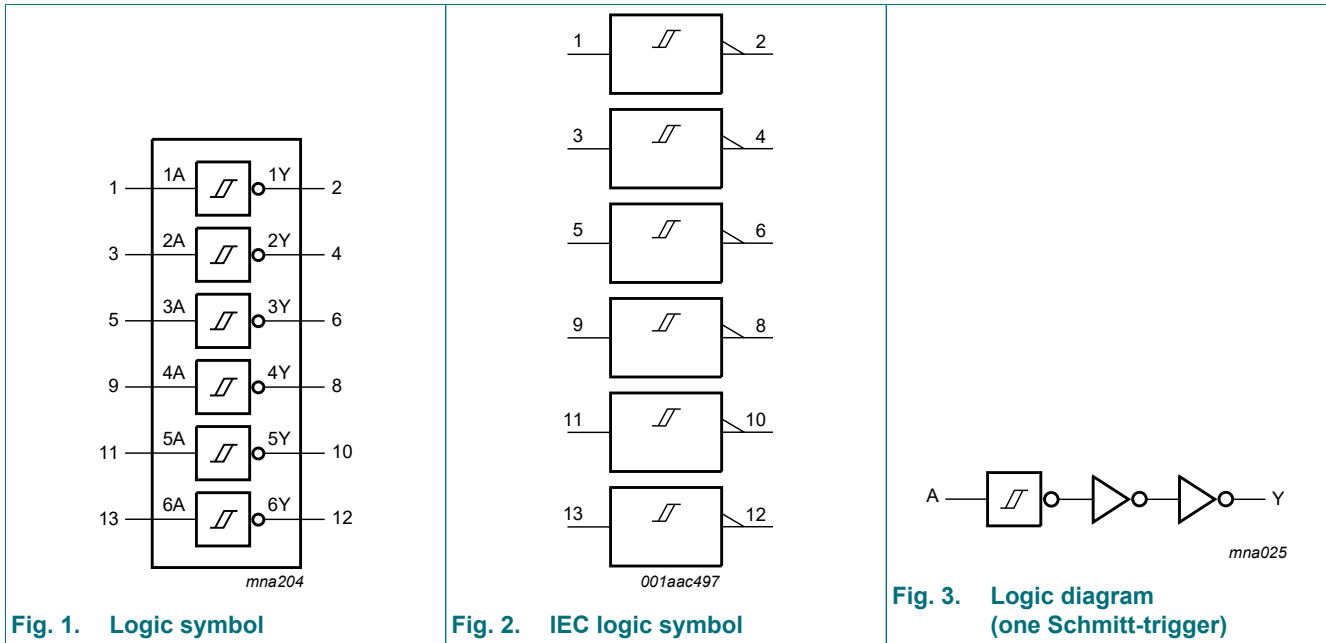 1 1A 1Y 2
3 2A 2Y 4
5 3A 3Y 6
9 4A 4Y 8
11 5A 5Y 10
13 6A 6Y 12
mna204
Fig. 1. Logic symbol
1 2
3 4
5 6
9 8
11 10
13 12
001aac497
Fig. 2. IEC logic symbol
A Y
mna025
Fig. 3. Logic diagram
(one Schmitt-trigger)